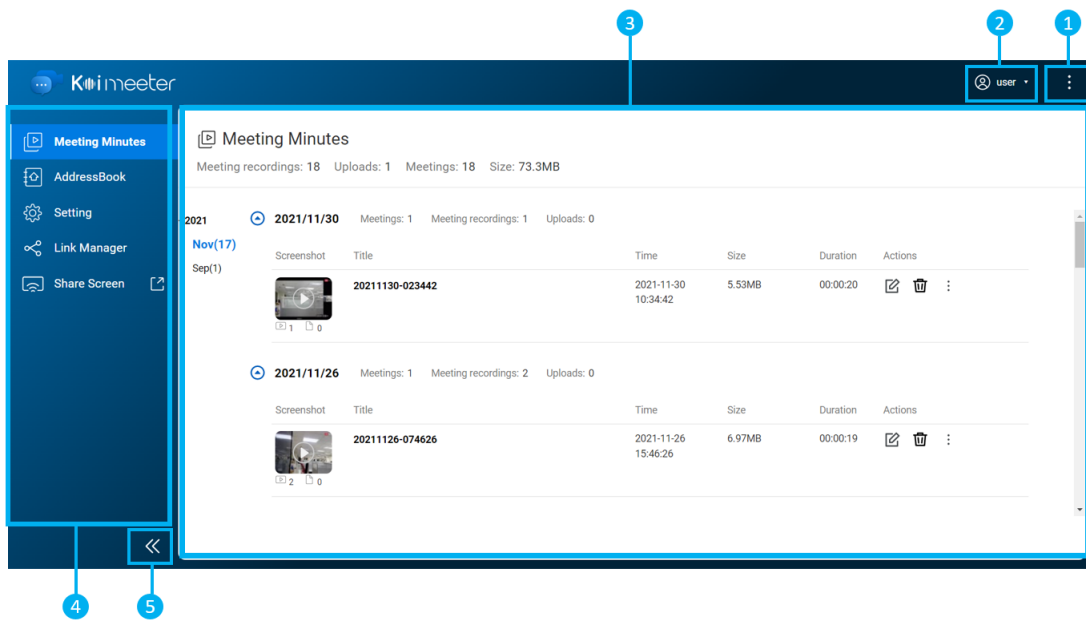 3
2
1
Koimeeter
user
Meeting Minutes
AddressBook
Setting
Link Manager
Share Screen
Meeting Minutes
Meeting recordings: 18 Uploads: 1 Meetings: 18 Size: 73.3MB
2021
Nov(17)
Sep(1)
2021/11/30 Meetings: 1 Meeting recordings: 1 Uploads: 0
Screenshot Title Time Size Duration Actions
20211130-023442 2021-11-30 5.53MB 00:00:20
10:34:42
1 0
2021/11/26 Meetings: 1 Meeting recordings: 2 Uploads: 0
Screenshot Title Time Size Duration Actions
20211126-074626 2021-11-26 6.97MB 00:00:19
15:46:26
2 0
4
5